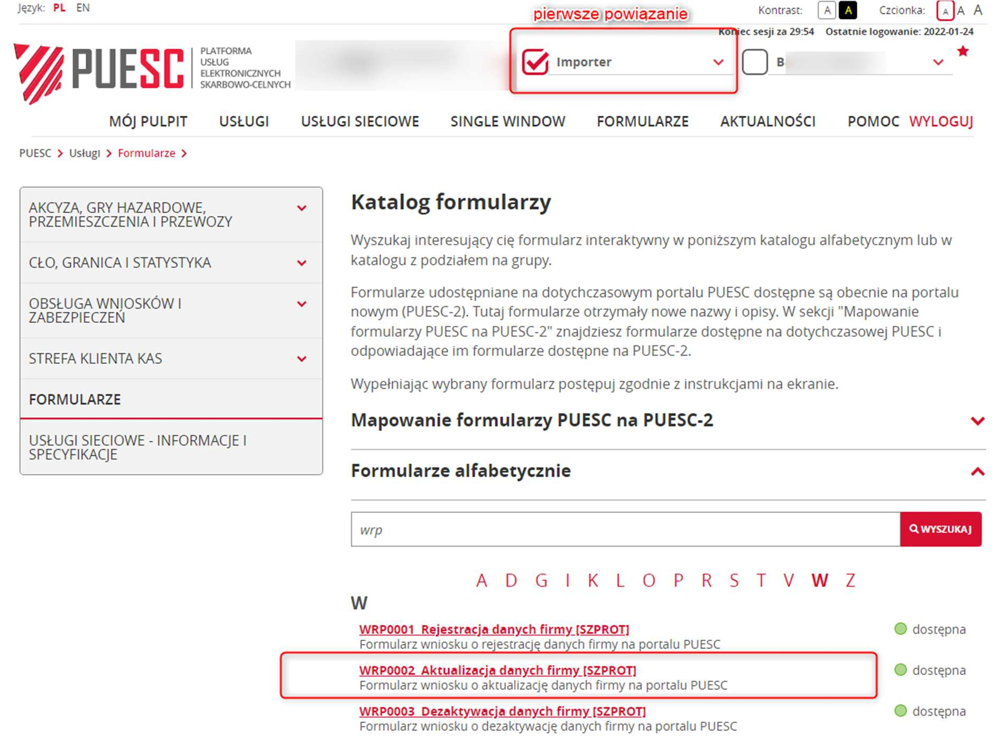 Język: PL EN
pierwsze powiązanie
Kontrast: A A Czcionka: A A A
Koniec sesji za 29:54 Ostatnie logowanie: 2022-01-24
PUESC
PLATFORMA
USŁUG
ELEKTRONICZNYCH
SKARBOWO-CELNYCH
Importer
MÓJ PULPIT USŁUGI USŁUGI SIECIOWE SINGLE WINDOW FORMULARZE AKTUALNOŚCI POMOC WYLOGUJ
PUESC > Usługi > Formularze >
AKCYZA, GRY HAZARDOWE,
PRZEMIESZCZENIA I PRZEWOZY
CŁO, GRANICA I STATYSTYKA
OBSŁUGA WNIOSKÓW I
ZABEZPIECZEŃ
STREFA KLIENTA KAS
FORMULARZE
USŁUGI SIECIOWE - INFORMACJE I
SPECYFIKACJE
Katalog formularzy
Wyszukaj interesujący cię formularz interaktywny w poniższym katalogu alfabetycznym lub w
katalogu z podziałem na grupy.
Formularze udostępniane na dotychczasowym portalu PUESC dostępne są obecnie na portalu
nowym (PUESC-2). Tutaj formularze otrzymały nowe nazwy i opisy. W sekcji "Mapowanie
formularzy PUESC na PUESC-2" znajdziesz formularze dostępne na dotychczasowej PUESC i
odpowiadające im formularze dostępne na PUESC-2.
Wypełniając wybrany formularz postępuj zgodnie z instrukcjami na ekranie.
Mapowanie formularzy PUESC na PUESC-2
Formularze alfabetycznie
wrp
WYSZUKAJ
A D G I K L O P R S T V W Z
W
WRP0001 Rejestracja danych firmy [SZPROT]
dostępna
Formularz wniosku o rejestrację danych firmy na portalu PUESC
WRP0002 Aktualizacja danych firmy [SZPROT]
dostępna
Formularz wniosku o aktualizację danych firmy na portalu PUESC
WRP0003 Dezaktywacja danych firmy [SZPROT]
dostępna
Formularz wniosku o dezaktywację danych firmy na portalu PUESC